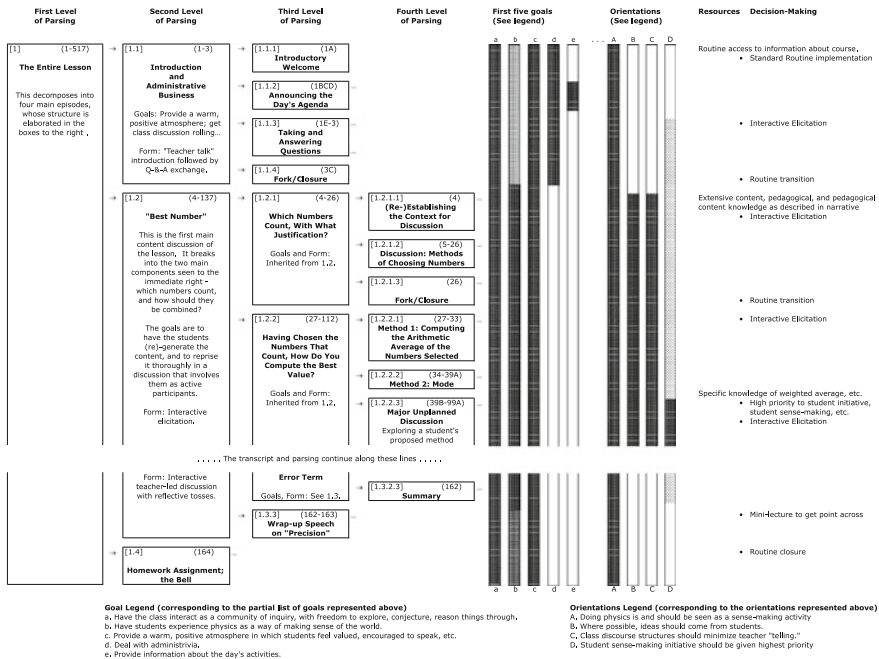 First Level of Parsing
Second Level of Parsing
Third Level of Parsing
Fourth Level of Parsing
First five goals (See legend)
Orientations (See legend)
Resources
Decision-Making
a b c d e
. . . A B C D
[1] (1-517)
The Entire Lesson
This decomposes into
four main episodes,
whose structure is
elaborated in the
boxes to the right .
[1.1] (1-3)
Introduction
and
Administrative
Business
Goals: Provide a warm,
positive atmosphere; get
class discussion rolling...
Form: "Teacher talk"
introduction followed by
Q-&-A exchange.
[1.1.1] (1A)
Introductory
Welcome
[1.1.2] (1BCD)
Announcing the
Day's Agenda
[1.1.3] (1E-3)
Taking and
Answering
Questions
[1.1.4] (3C)
Fork/Closure
Routine access to information about course.
• Standard Routine implementation
• Interactive Elicitation
• Routine transition
[1.2] (4-137)
"Best Number"
This is the first main
content discussion of
the lesson. It breaks
into the two main
components seen to the
immediate right -
which numbers count,
and how should they
be combined?
The goals are to
have the students
(re)-generate the
content, and to reprise
it thoroughly in a
discussion that involves
them as active
participants.
Form: Interactive
elicitation.
[1.2.1] (4-26)
Which Numbers
Count, With What
Justification?
Goals and Form:
Inherited from 1.2.
[1.2.1.1] (4)
(Re-)Establishing
the Context for
Discussion
[1.2.1.2] (5-26)
Discussion: Methods
of Choosing Numbers
[1.2.1.3] (26)
Fork/Closure
Extensive content, pedagogical, and pedagogical
content knowledge as described in narrative
• Interactive Elicitation
• Routine transition
[1.2.2] (27-112)
Having Chosen the
Numbers That
Count, How Do You
Compute the Best
Value?
Goals and Form:
Inherited from 1.2.
[1.2.2.1] (27-33)
Method 1: Computing
the Arithmetic
Average of the
Numbers Selected
[1.2.2.2] (34-39A)
Method 2: Mode
[1.2.2.3] (39B-99A)
Major Unplanned
Discussion
Exploring a student's
proposed method
• Interactive Elicitation
Specific knowledge of weighted average, etc.
• High priority to student initiative,
student sense-making, etc.
• Interactive Elicitation
. . . . . The transcript and parsing continue along these lines . . . . .
Form: Interactive
teacher-led discussion
with reflective tosses.
Error Term
Goals, Form: See 1.3.
[1.3.2.3] (162)
Summary
[1.3.3] (162-163)
Wrap-up Speech
on "Precision"
• Mini-lecture to get point across
[1.4] (164)
Homework Assignment;
the Bell
• Routine closure
a b c d e
A B C D
Goal Legend (corresponding to the partial list of goals represented above)
a. Have the class interact as a community of inquiry, with freedom to explore, conjecture, reason things through.
b. Have students experience physics as a way of making sense of the world.
c. Provide a warm, positive atmosphere in which students feel valued, encouraged to speak, etc.
d. Deal with administrivia.
e. Provide information about the day's activities.
Orientations Legend (corresponding to the orientations represented above)
A. Doing physics is and should be seen as a sense-making activity
B. Where possible, ideas should come from students.
C. Class discourse structures should minimize teacher "telling."
D. Student sense-making initiative should be given highest priority